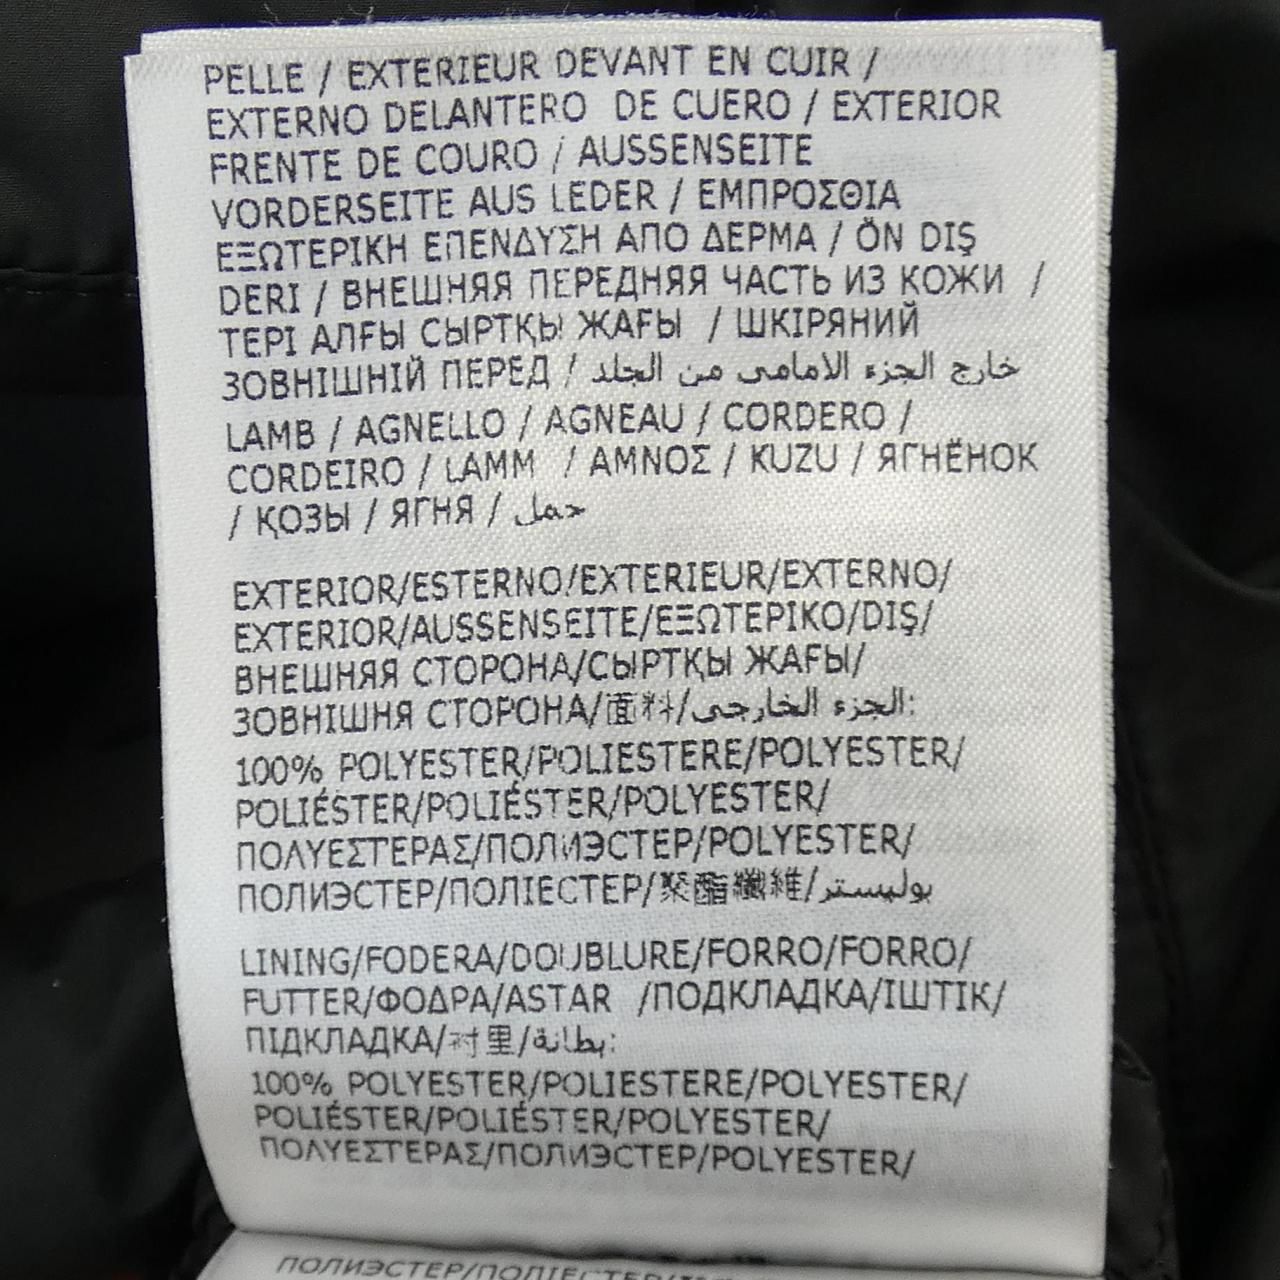 PELLE / EXTERIEUR DEVANT EN CUIR /
EXTERNO DELANTERO DE CUERO / EXTERIOR
FRENTE DE COURO / AUSSENSEITE
VORDERSEITE AUS LEDER / ΕΜΠΡΟΣΘΙΑ
ΕΞΩΤΕΡΙΚΗ ΕΠΕΝΔΥΣΗ ΑΠΟ ΔΕΡΜΑ / ÖN DIŞ
DERI / ВНЕШНЯЯ ПЕРЕДНЯЯ ЧАСТЬ ИЗ КОЖИ /
ТЕРІ АЛҒЫ СЫРТҚЫ ЖАҒЫ / ШКІРЯНИЙ
ЗОВНІШНІЙ ПЕРЕД / خارج الجزء الامامى من الجلد
LAMB / AGNELLO / AGNEAU / CORDERO /
CORDEIRO / LAMM / ΑΜΝΟΣ / KUZU / ЯГНЁНОК
/ ҚОЗЫ / ЯГНЯ / حمل
EXTERIOR/ESTERNO/EXTERIEUR/EXTERNO/
EXTERIOR/AUSSENSEITE/ΕΞΩΤΕΡΙΚΟ/DIŞ/
ВНЕШНЯЯ СТОРОНА/СЫРТҚЫ ЖАҒЫ/
ЗОВНІШНЯ СТОРОНА/面料/الجزء الخارجى:
100% POLYESTER/POLIESTERE/POLYESTER/
POLIÉSTER/POLIÉSTER/POLYESTER/
ΠΟΛΥΕΣΤΕΡΑΣ/ПОЛИЭСТЕР/POLYESTER/
ПОЛИЭСТЕР/ПОЛІЕСТЕР/聚酯纖維/بوليستر
LINING/FODERA/DOUBLURE/FORRO/FORRO/
FUTTER/ΦΟΔΡΑ/ASTAR /ПОДКЛАДКА/ІШТІК/
ПІДКЛАДКА/衬里/بطانة:
100% POLYESTER/POLIESTERE/POLYESTER/
POLIÉSTER/POLIÉSTER/POLYESTER/
ΠΟΛΥΕΣΤΕΡΑΣ/ПОЛИЭСТЕР/POLYESTER/
ПОЛИЭСТЕР/ПОЛІЕСТЕР/